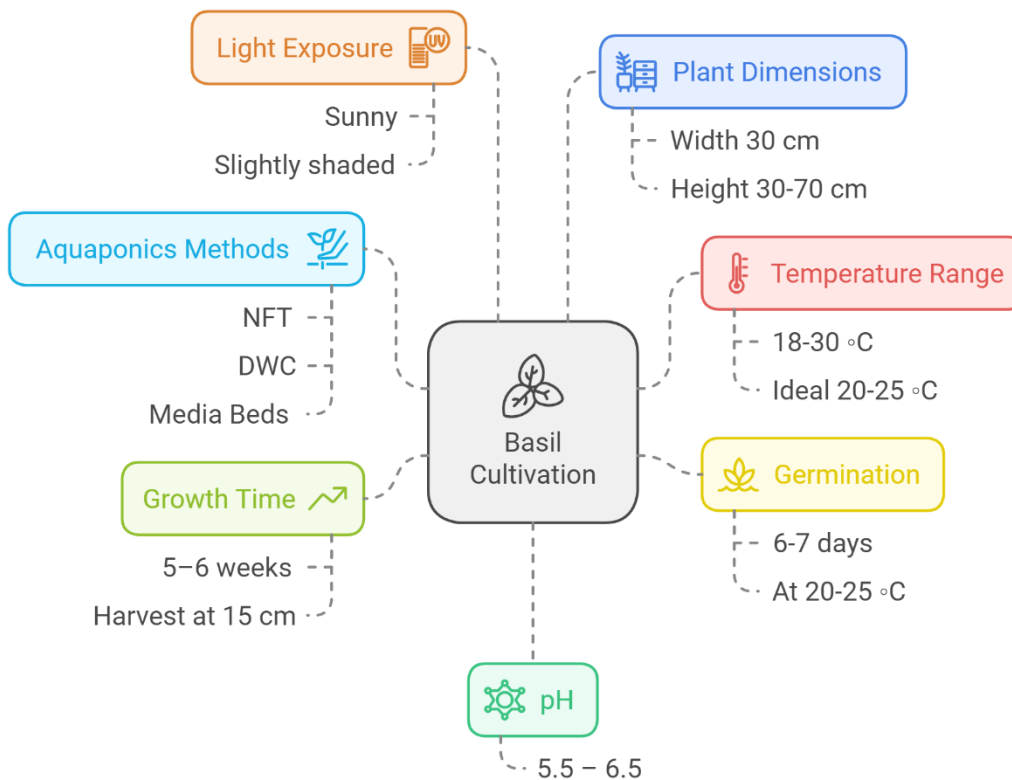 Light Exposure
UV
Sunny
Slightly shaded
Plant Dimensions
Width 30 cm
Height 30-70 cm
Aquaponics Methods
NFT
DWC
Media Beds
Temperature Range
18-30 ◦C
Ideal 20-25 ◦C
Basil
Cultivation
Growth Time
5–6 weeks
Harvest at 15 cm
Germination
6-7 days
At 20-25 ◦C
pH
5.5 – 6.5